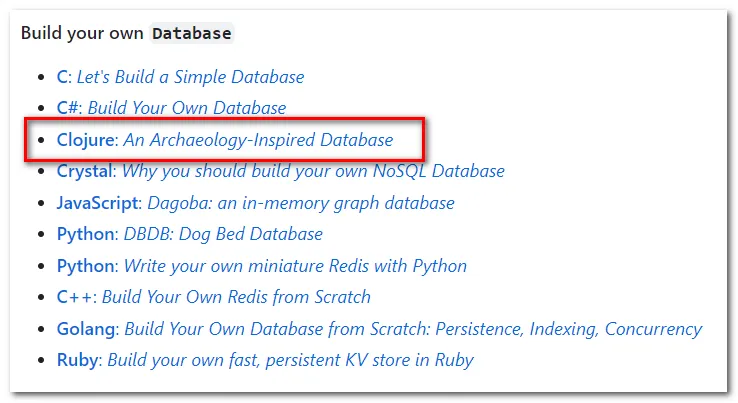 Build your own Database
• C: Let's Build a Simple Database
• C#: Build Your Own Database
• Clojure: An Archaeology-Inspired Database
• Crystal: Why you should build your own NoSQL Database
• JavaScript: Dagoba: an in-memory graph database
• Python: DBDB: Dog Bed Database
• Python: Write your own miniature Redis with Python
• C++: Build Your Own Redis from Scratch
• Golang: Build Your Own Database from Scratch: Persistence, Indexing, Concurrency
• Ruby: Build your own fast, persistent KV store in Ruby